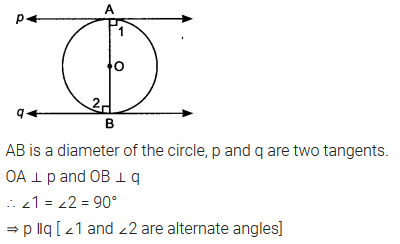 A
p
1
O
2
q
B
AB is a diameter of the circle, p and q are two tangents.
OA ⊥ p and OB ⊥ q
∴ ∠1 = ∠2 = 90°
⇒ p ǁq [ ∠1 and ∠2 are alternate angles]